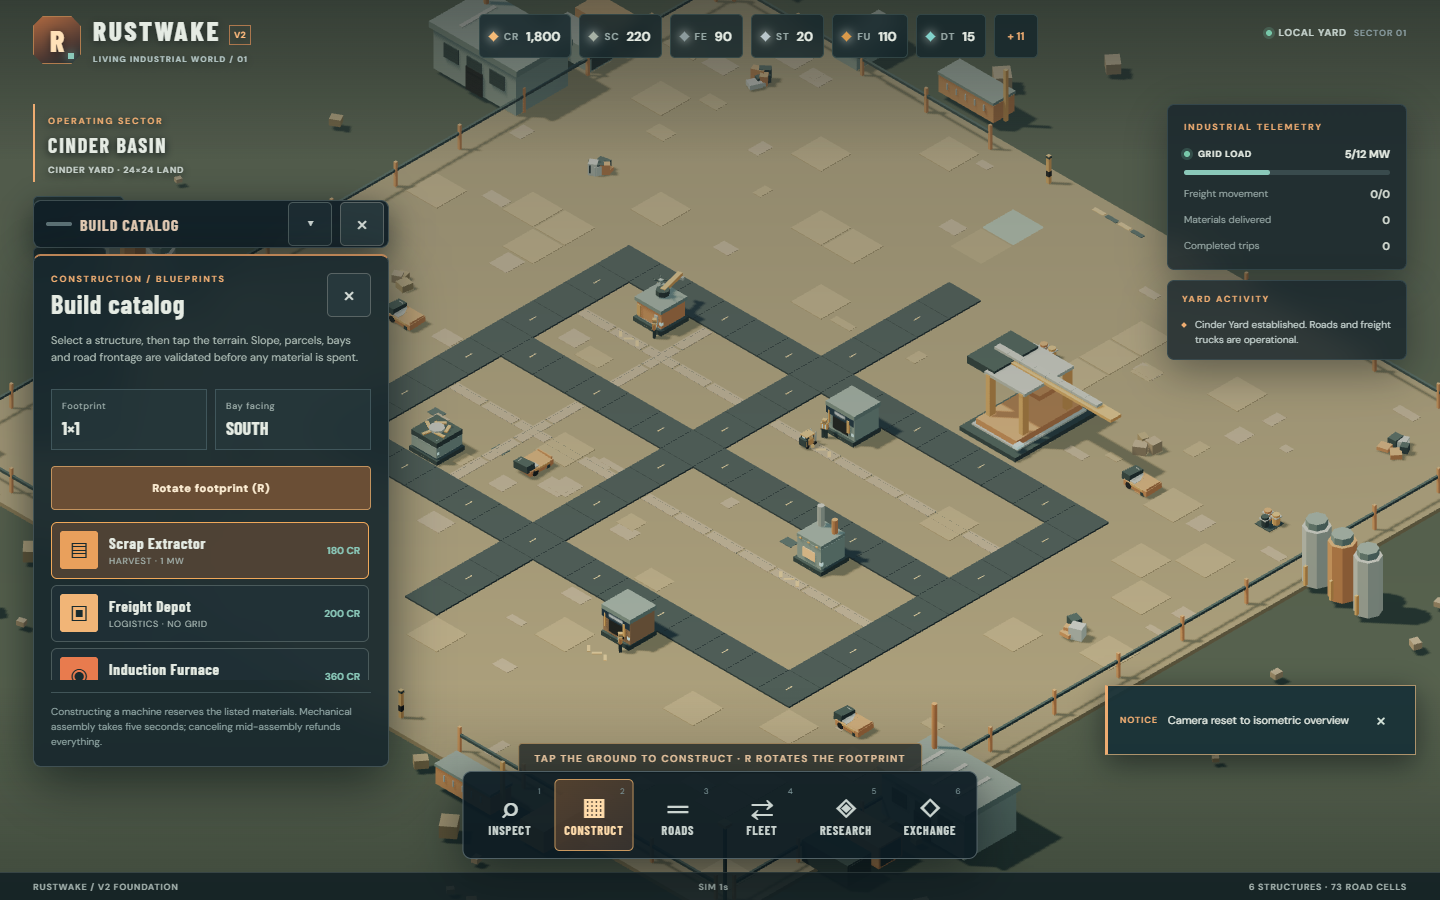 R
RUSTWAKE V2
LIVING INDUSTRIAL WORLD / 01
CR 1,800
SC 220
FE 90
ST 20
FU 110
DT 15
+11
LOCAL YARD SECTOR 01
OPERATING SECTOR
CINDER BASIN
CINDER YARD · 24×24 LAND
BUILD CATALOG
▼
×
CONSTRUCTION / BLUEPRINTS
Build catalog
×
Select a structure, then tap the terrain. Slope, parcels, bays
and road frontage are validated before any material is spent.
Footprint
1×1
Bay facing
SOUTH
Rotate footprint (R)
Scrap Extractor
HARVEST · 1 MW
180 CR
Freight Depot
LOGISTICS · NO GRID
200 CR
Induction Furnace
360 CR
Constructing a machine reserves the listed materials. Mechanical
assembly takes five seconds; canceling mid-assembly refunds
everything.
INDUSTRIAL TELEMETRY
GRID LOAD 5/12 MW
Freight movement 0/0
Materials delivered 0
Completed trips 0
YARD ACTIVITY
Cinder Yard established. Roads and freight
trucks are operational.
NOTICE Camera reset to isometric overview ×
TAP THE GROUND TO CONSTRUCT · R ROTATES THE FOOTPRINT
1
INSPECT
2
CONSTRUCT
3
ROADS
4
FLEET
5
RESEARCH
6
EXCHANGE
RUSTWAKE / V2 FOUNDATION
SIM 1s
6 STRUCTURES · 73 ROAD CELLS